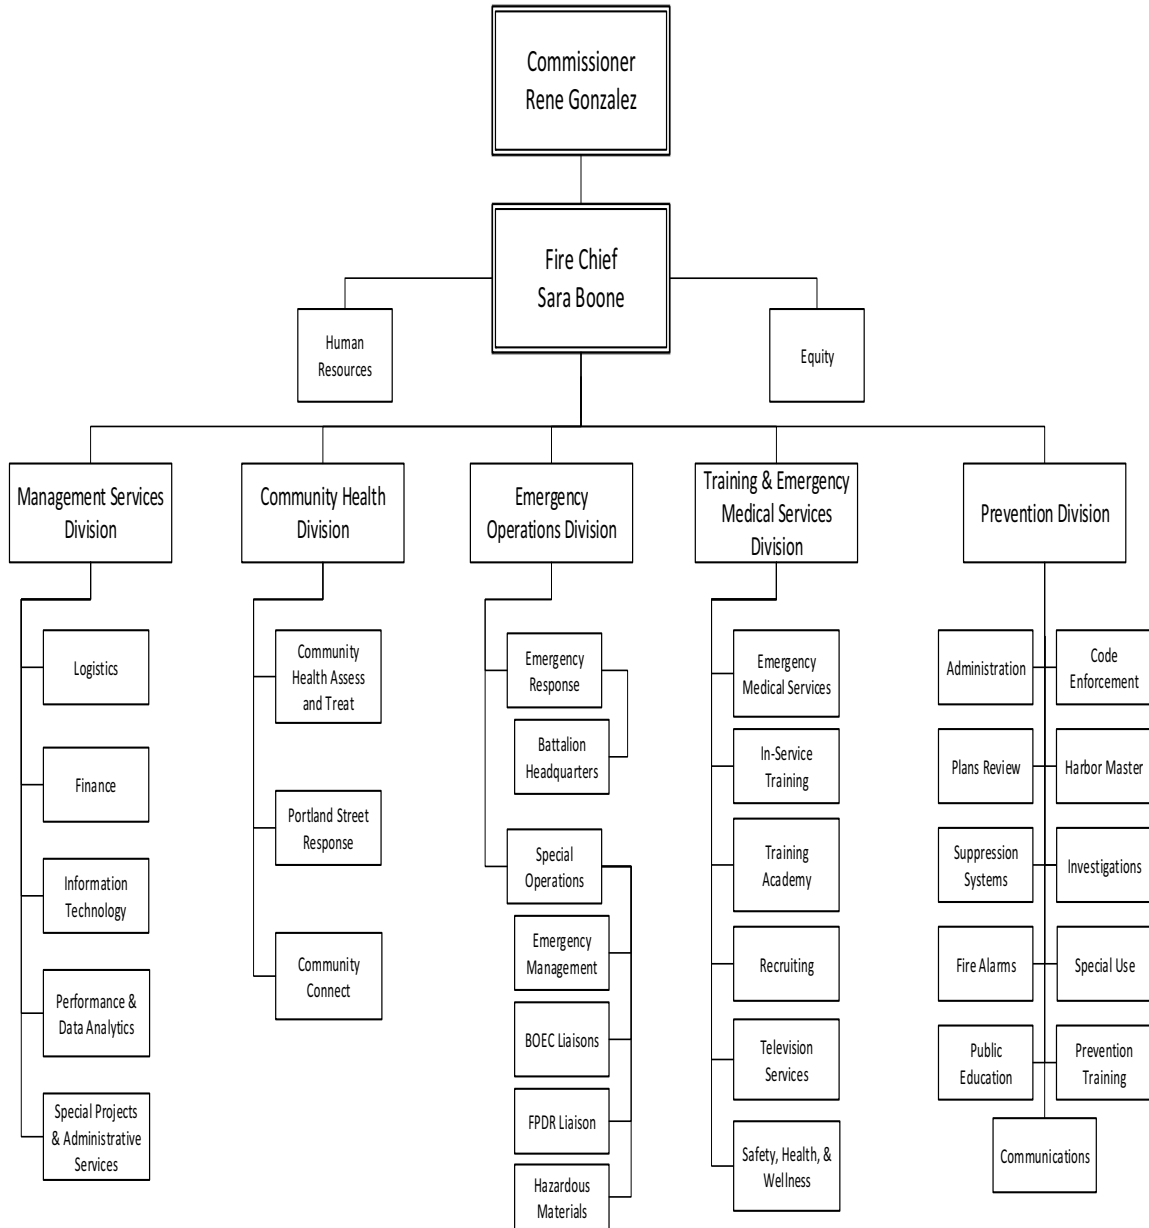 Commissioner
Rene Gonzalez
Fire Chief
Sara Boone
Human
Resources
Equity
Management Services
Division
Community Health
Division
Emergency
Operations Division
Training & Emergency
Medical Services
Division
Prevention Division
Logistics
Finance
Information
Technology
Performance &
Data Analytics
Special Projects
& Administrative
Services
Community
Health Assess
and Treat
Portland Street
Response
Community
Connect
Emergency
Response
Battalion
Headquarters
Special
Operations
Emergency
Management
BOEC Liaisons
FPDR Liaison
Hazardous
Materials
Emergency
Medical Services
In-Service
Training
Training
Academy
Recruiting
Television
Services
Safety, Health, &
Wellness
Administration
Code
Enforcement
Plans Review
Harbor Master
Suppression
Systems
Investigations
Fire Alarms
Special Use
Public
Education
Prevention
Training
Communications